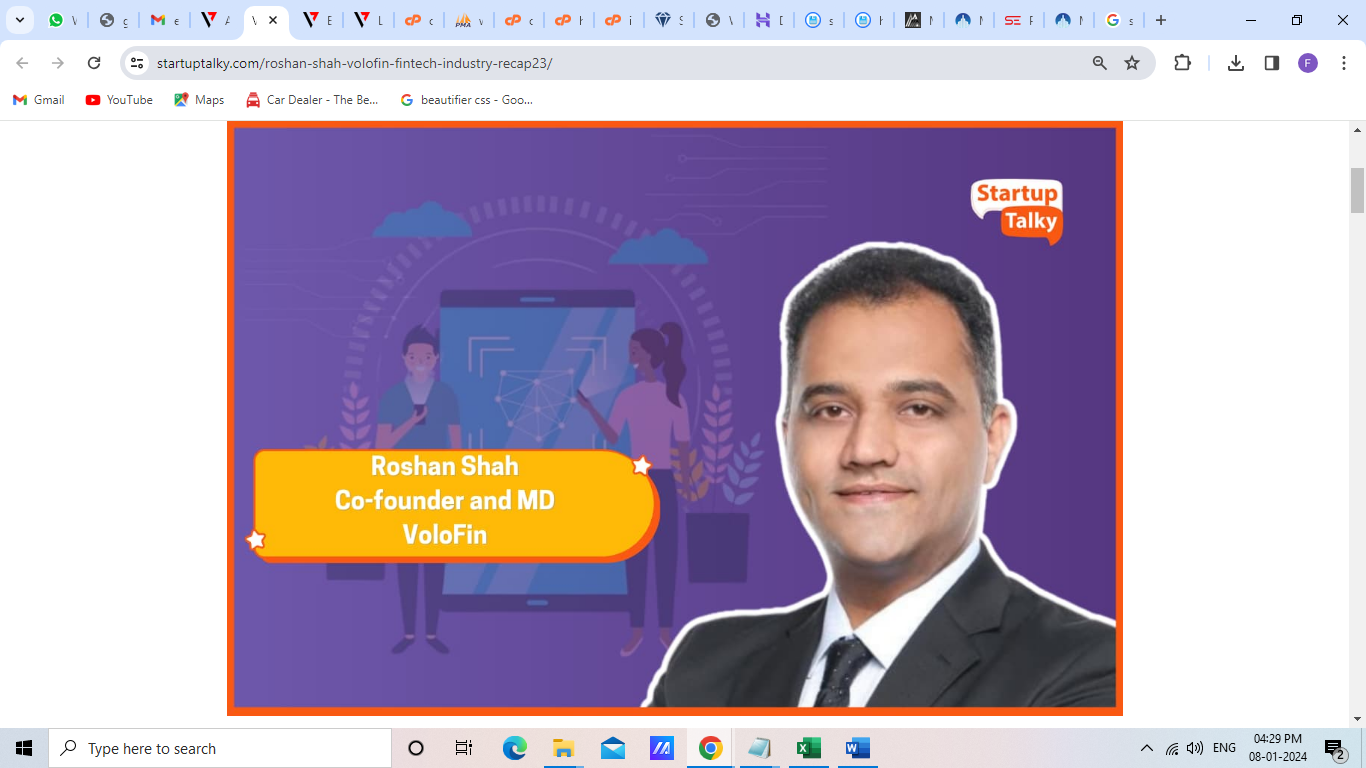 startuptalky.com/roshan-shah-volofin-fintech-industry-recap23/
F
Gmail
YouTube
Maps
Car Dealer - The Be...
beautifier css - Goo...
Startup
Talky
Roshan Shah
Co-founder and MD
VoloFin
Type here to search
ENG
04:29 PM
08-01-2024
2